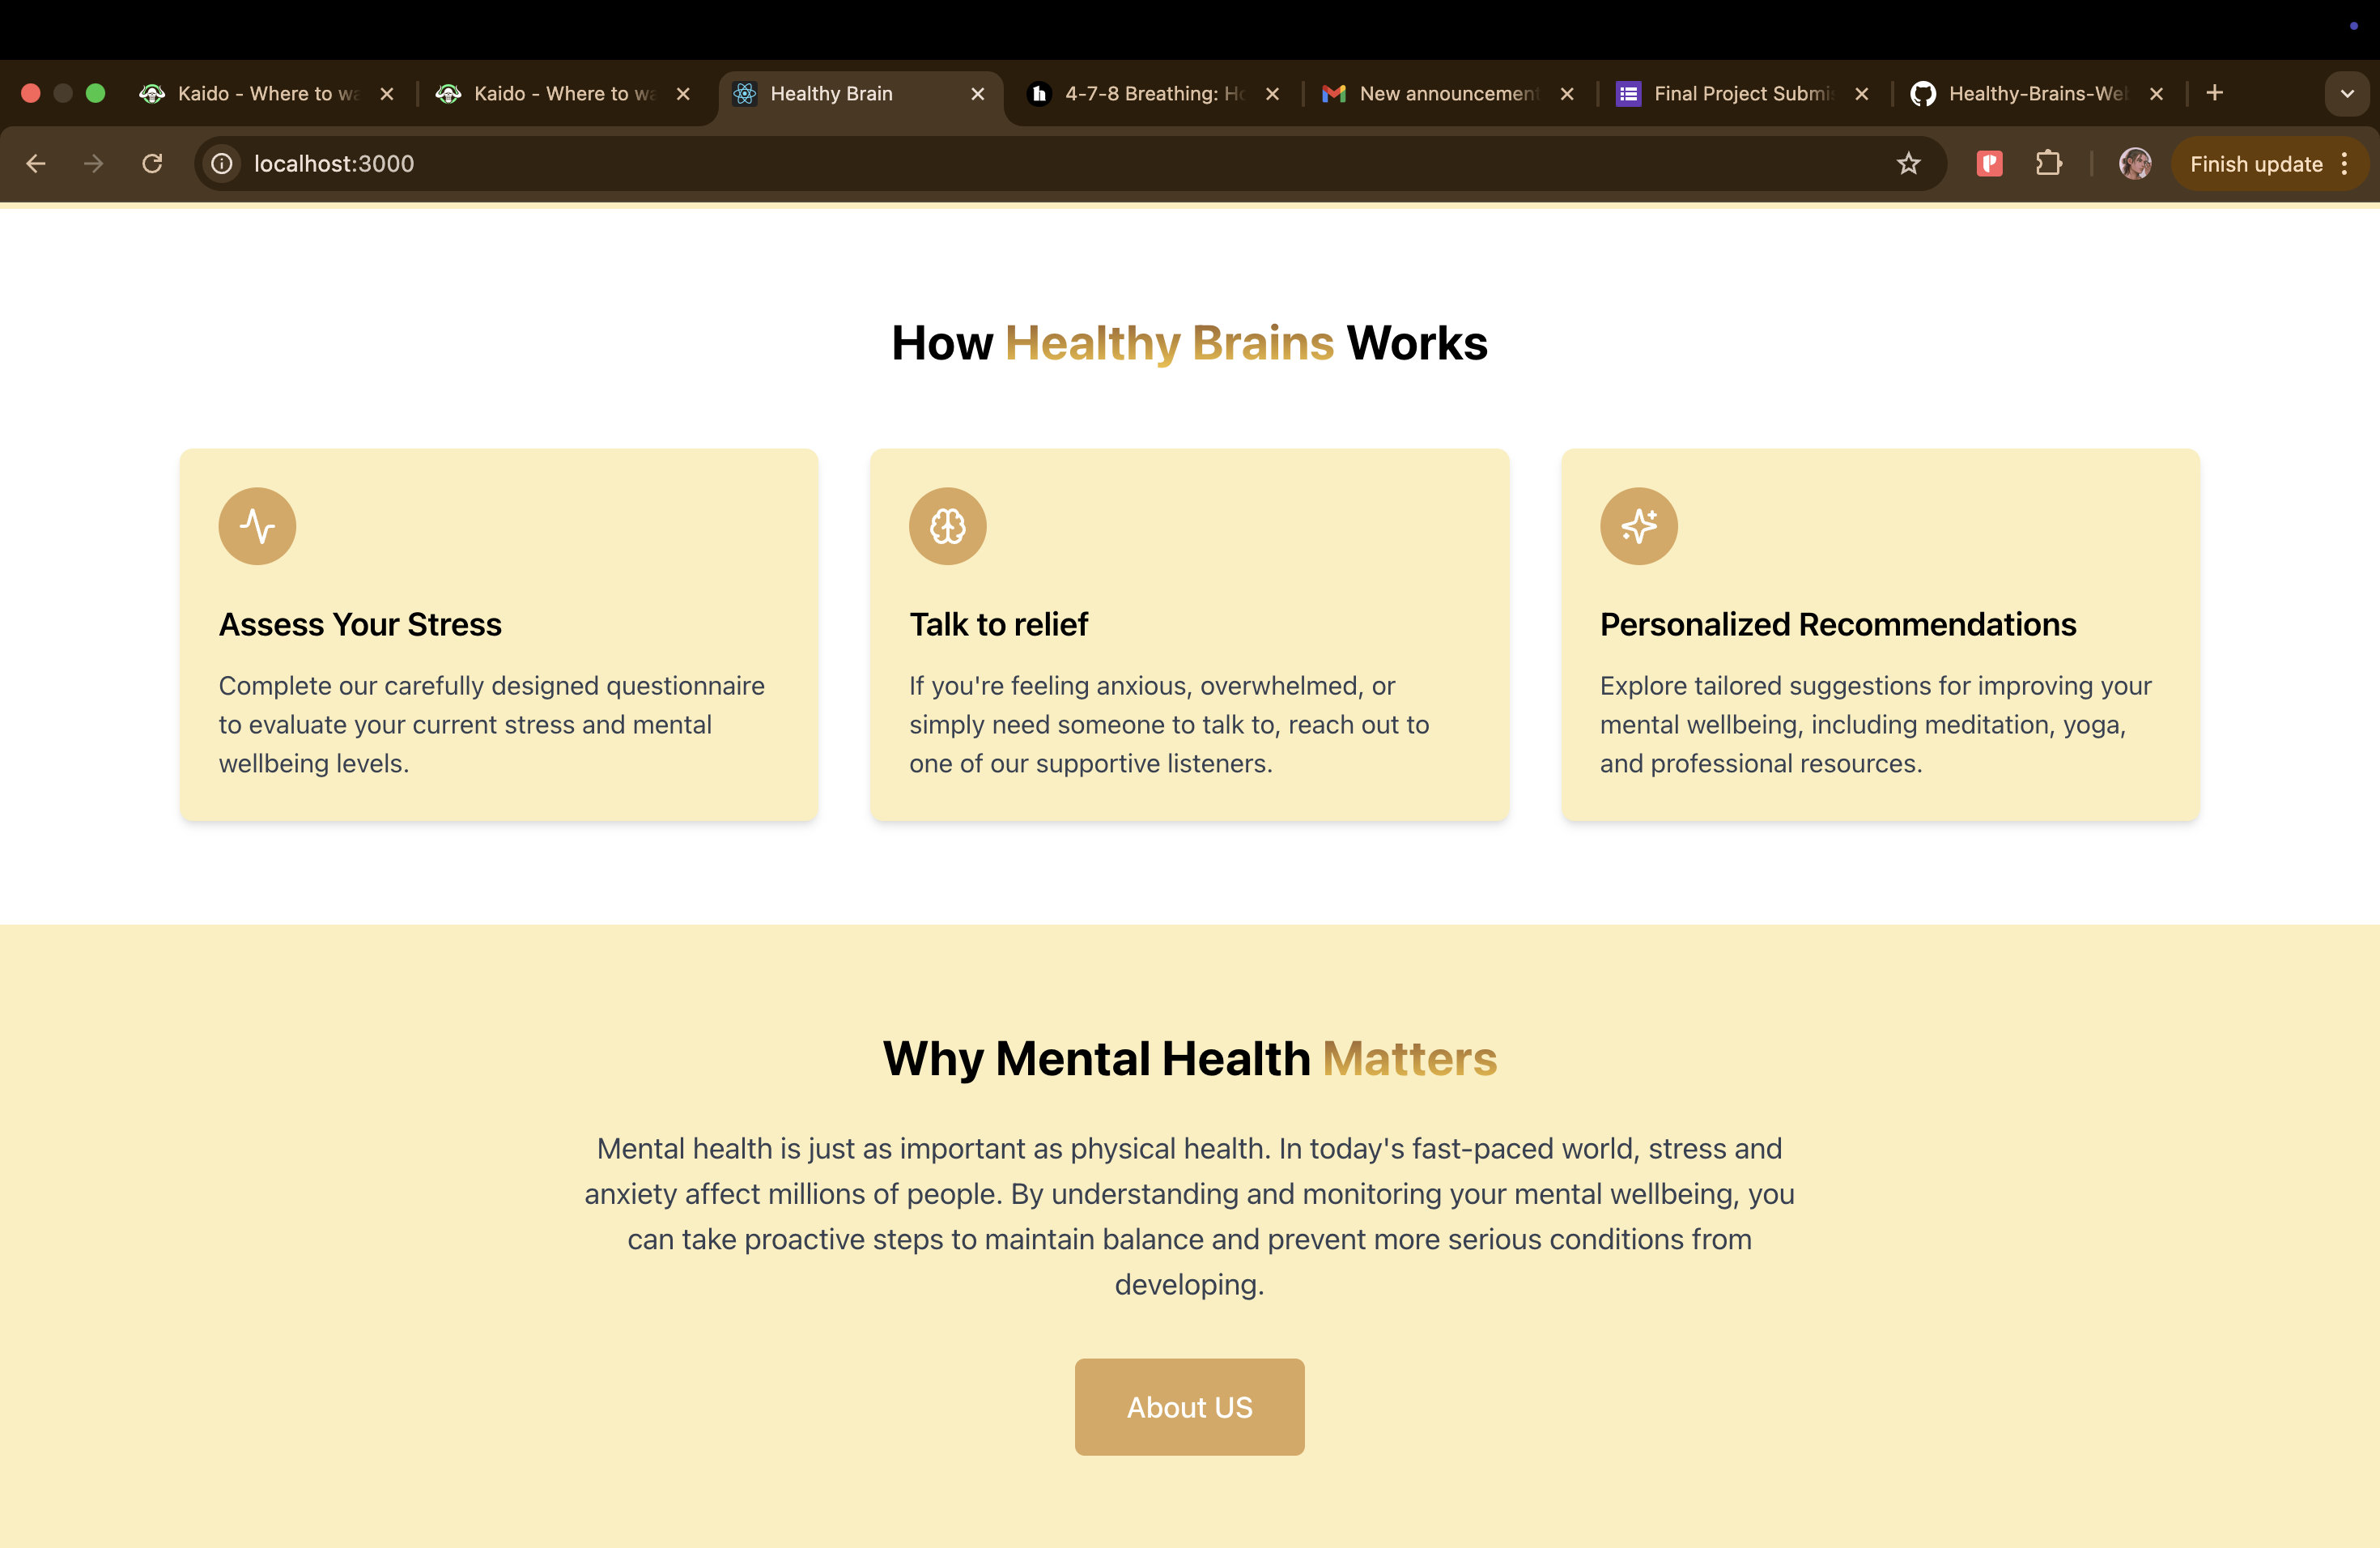 Kaido - Where to
Kaido - Where to
Healthy Brain
4-7-8 Breathing:
New announcement
Final Project
Healthy-Brains-
localhost:3000
Finish update
How Healthy Brains Works
Assess Your Stress
Complete our carefully designed questionnaire
to evaluate your current stress and mental
wellbeing levels.
Talk to relief
If you're feeling anxious, overwhelmed, or
simply need someone to talk to, reach out to
one of our supportive listeners.
Personalized Recommendations
Explore tailored suggestions for improving your
mental wellbeing, including meditation, yoga,
and professional resources.
Why Mental Health Matters
Mental health is just as important as physical health. In today's fast-paced world, stress and
anxiety affect millions of people. By understanding and monitoring your mental wellbeing, you
can take proactive steps to maintain balance and prevent more serious conditions from
developing.
About US